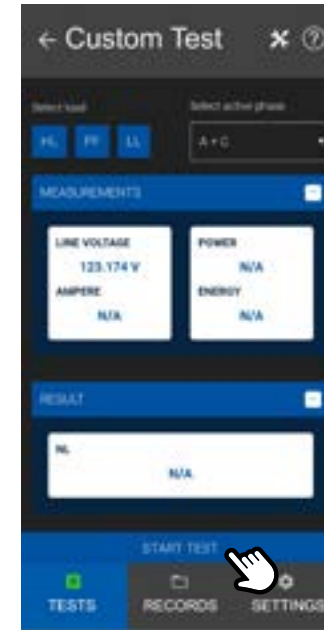 ← Custom Test
Select load
Select active phase
HL PF LL
A + C
MEASUREMENTS
LINE VOLTAGE
123.174 V
AMPERE
N/A
POWER
N/A
ENERGY
N/A
RESULT
N/A
START TEST
TESTS RECORDS SETTINGS